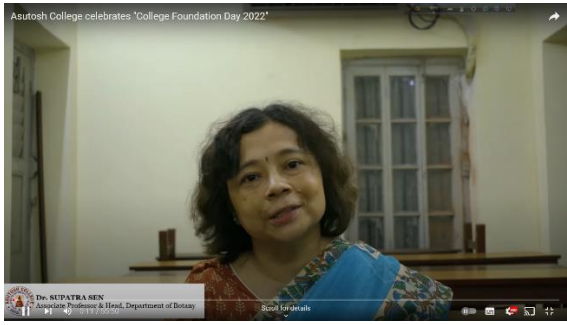 Asutosh College celebrates "College Foundation Day 2022"
Dr. SUPATRA SEN
Associate Professor & Head, Department of Botany
Scroll for details